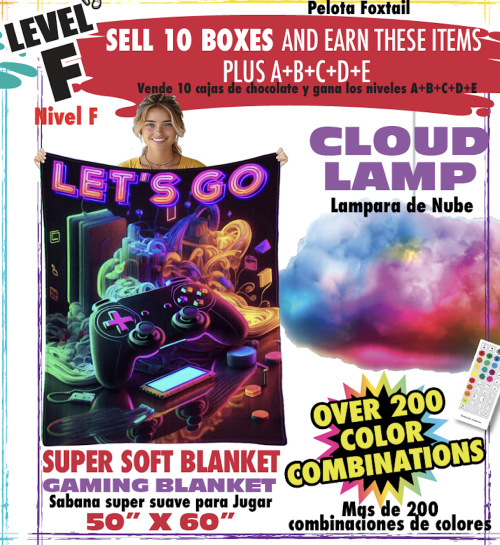 Pelota Foxtail
LEVEL
F
SELL 10 BOXES AND EARN THESE ITEMS
PLUS A+B+C+D+E
Vende 10 cajas de chocolate y gana los niveles A+B+C+D+E
Nivel F
LET'S GO
CLOUD
LAMP
Lampara de Nube
OVER 200
COLOR
COMBINATIONS
SUPER SOFT BLANKET
GAMING BLANKET
Sabana super suave para Jugar
50” X 60”
Mas de 200
combinaciones de colores